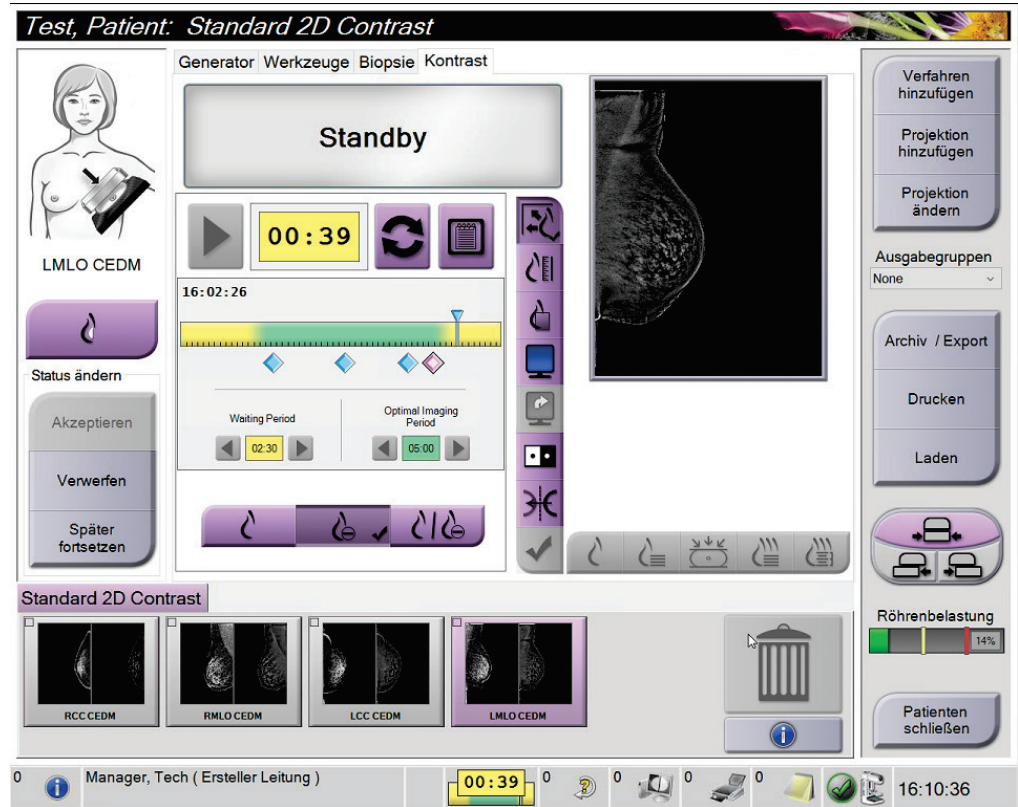 Test, Patient: Standard 2D Contrast
Generator Werkzeuge Biopsie Kontrast
Standby
00:39
16:02:26
Waiting Period
02:30
Optimal Imaging
Period
05:00
LMLO CEDM
Status ändern
Akzeptieren
Verwerfen
Später
fortsetzen
Verfahren
hinzufügen
Projektion
hinzufügen
Projektion
ändern
Ausgabegruppen
None
Archiv / Export
Drucken
Laden
Röhrenbelastung
14%
Patienten
schließen
Standard 2D Contrast
RCC CEDM
RMLO CEDM
LCC CEDM
LMLO CEDM
0
Manager, Tech ( Ersteller Leitung )
00:39
0
0
0
0
16:10:36